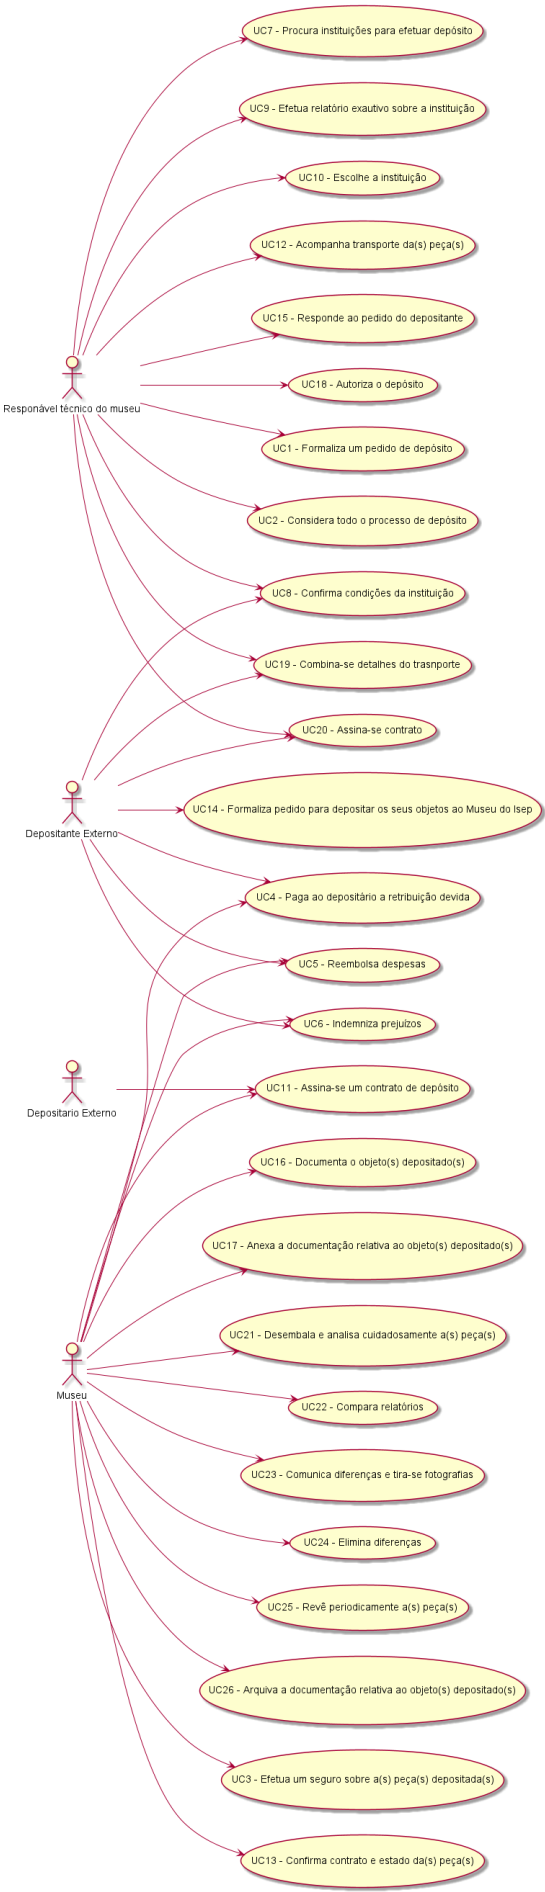 UC7 - Procura instituições para efetuar depósito
UC9 - Efetua relatório exautivo sobre a instituição
UC10 - Escolhe a instituição
UC12 - Acompanha transporte da(s) peça(s)
UC15 - Responde ao pedido do depositante
UC18 - Autoriza o depósito
Responável técnico do museu
UC1 - Formaliza um pedido de depósito
UC2 - Considera todo o processo de depósito
UC8 - Confirma condições da instituição
UC19 - Combina-se detalhes do trasnporte
UC20 - Assina-se contrato
UC14 - Formaliza pedido para depositar os seus objetos ao Museu do Isep
Depositante Externo
UC4 - Paga ao depositário a retribuição devida
UC5 - Reembolsa despesas
UC6 - Indemniza prejuízos
UC11 - Assina-se um contrato de depósito
Depositario Externo
UC16 - Documenta o objeto(s) depositado(s)
UC17 - Anexa a documentação relativa ao objeto(s) depositado(s)
UC21 - Desembala e analisa cuidadosamente a(s) peça(s)
Museu
UC22 - Compara relatórios
UC23 - Comunica diferenças e tira-se fotografias
UC24 - Elimina diferenças
UC25 - Revê periodicamente a(s) peça(s)
UC26 - Arquiva a documentação relativa ao objeto(s) depositado(s)
UC3 - Efetua um seguro sobre a(s) peça(s) depositada(s)
UC13 - Confirma contrato e estado da(s) peça(s)